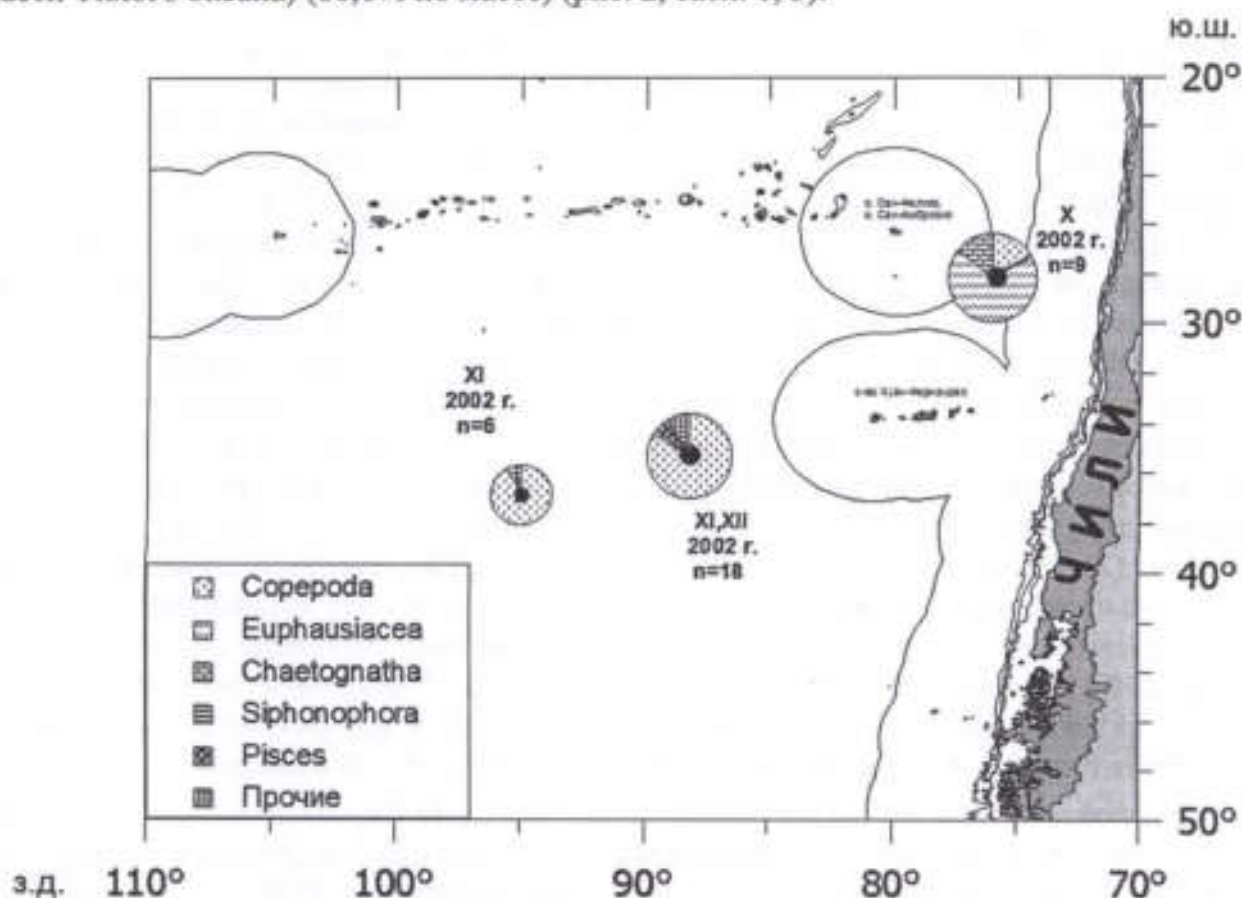 ю.ш.
20°
X
2002 г.
n=9
30°
XI
2002 г.
n=6
XI,XII
2002 г.
n=18
ЧИЛИ
40°
Copepoda
Euphausiacea
Chaetognatha
Siphonophora
Pisces
Прочие
50°
з.д. 110° 100° 90° 80° 70°